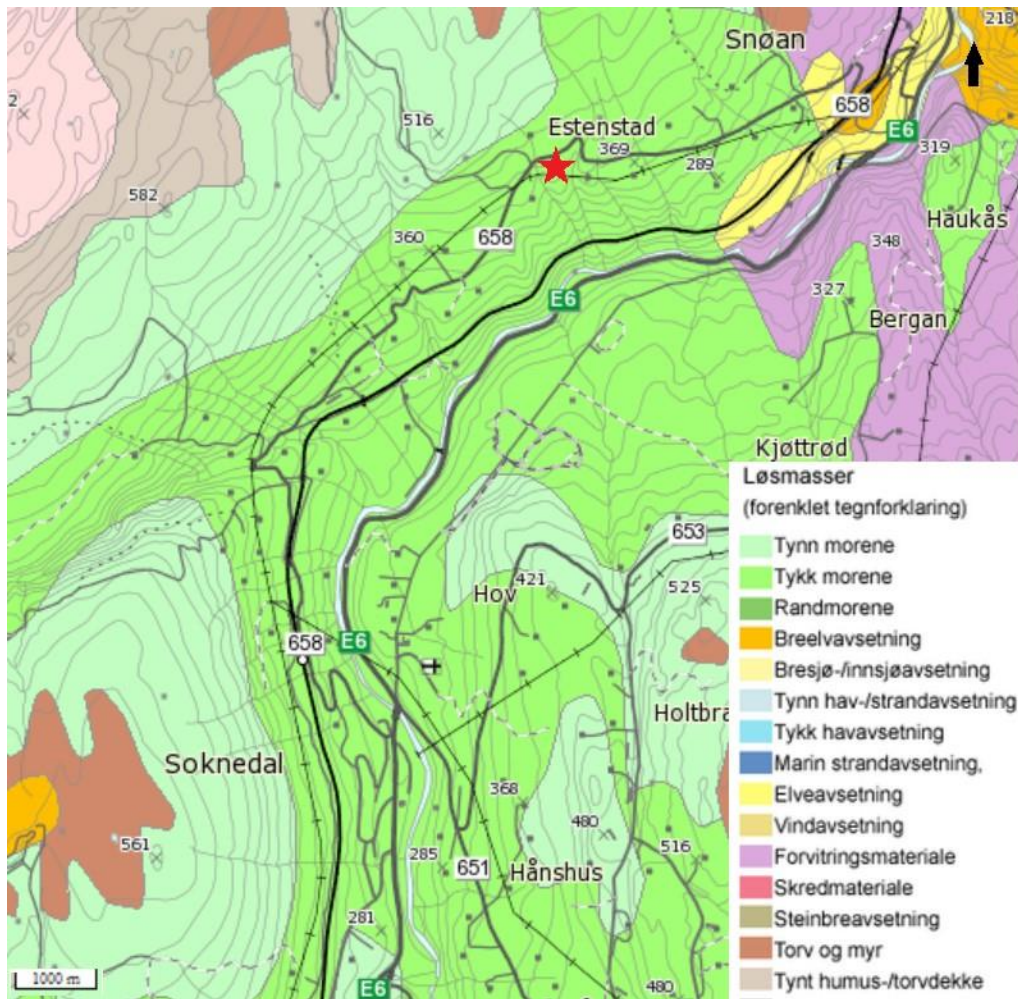 218
Snøan
658
2
516
Estenstad
E6
369
319
289
582
Haukås
360
658
348
327
E6
Bergan
Kjøttrød
Løsmasser
(forenklet tegnforklaring)
653
Tynn morene
Tykk morene
421
525
Hov
Randmorene
658
E6
Breelvavsetning
Bresjø-/innsjøavsetning
Holtbra
Tynn hav-/strandavsetning
Tykk havavsetning
Soknedal
Marin strandavsetning,
368
Elveavsetning
480
Vindavsetning
561
285
651
516
Forvitringsmateriale
Hånshus
Skredmateriale
281
Steinbreavsetning
Torv og myr
1000 m
E6
480
Tynt humus-/torvdekke